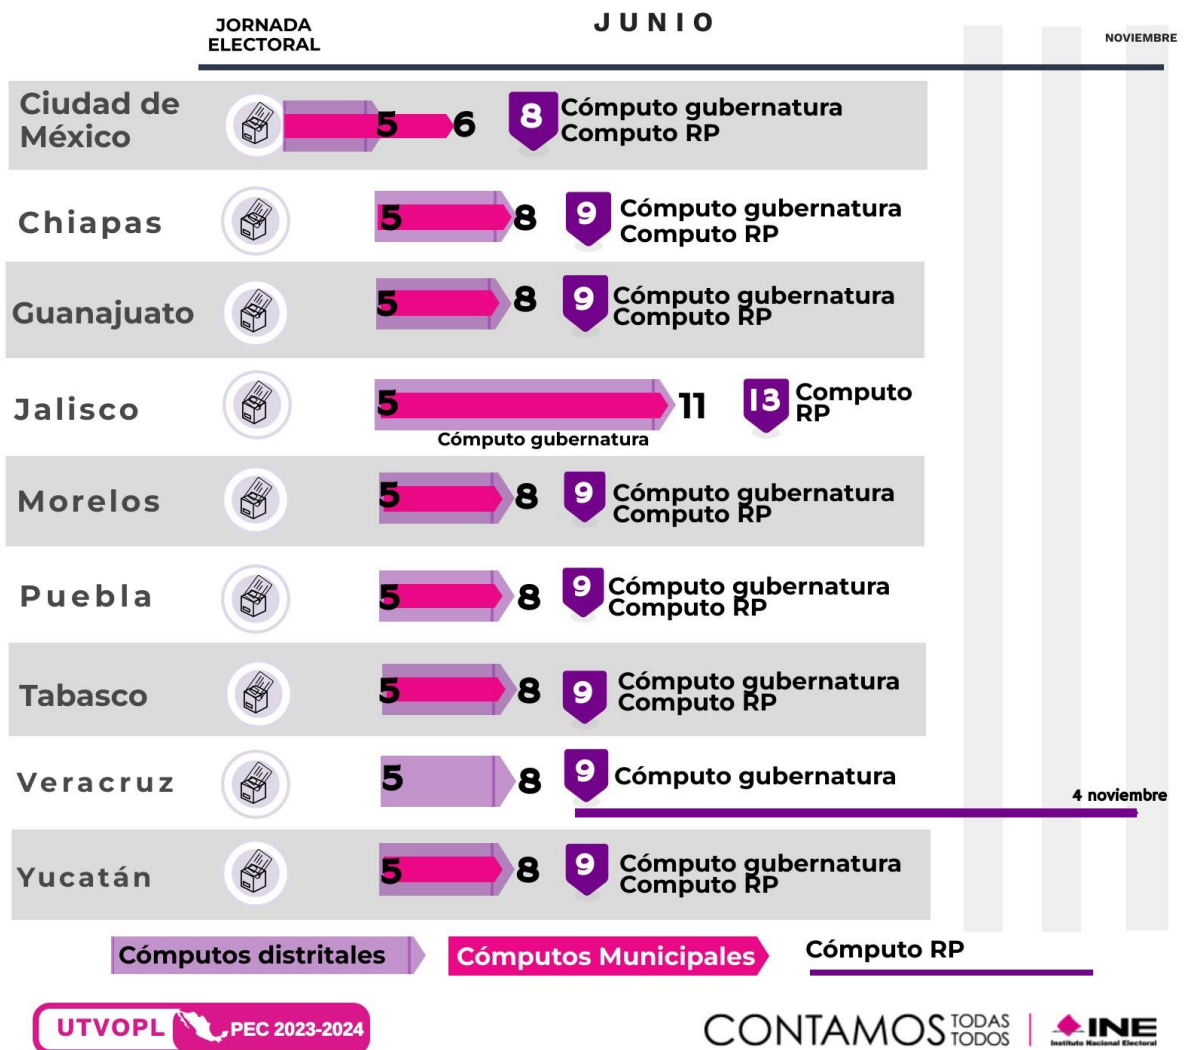 JORNADA
ELECTORAL
JUNIO
NOVIEMBRE
Ciudad de
México
5
6
8
Cómputo gubernatura
Computo RP
Chiapas
5
8
9
Cómputo gubernatura
Computo RP
Guanajuato
5
8
9
Cómputo gubernatura
Computo RP
Jalisco
5
11
13
Computo
RP
Cómputo gubernatura
Morelos
5
8
9
Cómputo gubernatura
Computo RP
Puebla
5
8
9
Cómputo gubernatura
Computo RP
Tabasco
5
8
9
Cómputo gubernatura
Computo RP
Veracruz
5
8
9
Cómputo gubernatura
4 noviembre
Yucatán
5
8
9
Cómputo gubernatura
Computo RP
Cómputos distritales
Cómputos Municipales
Cómputo RP
UTVOPL
PEC 2023-2024
CONTAMOS TODAS
TODOS
INE
Instituto Nacional Electoral